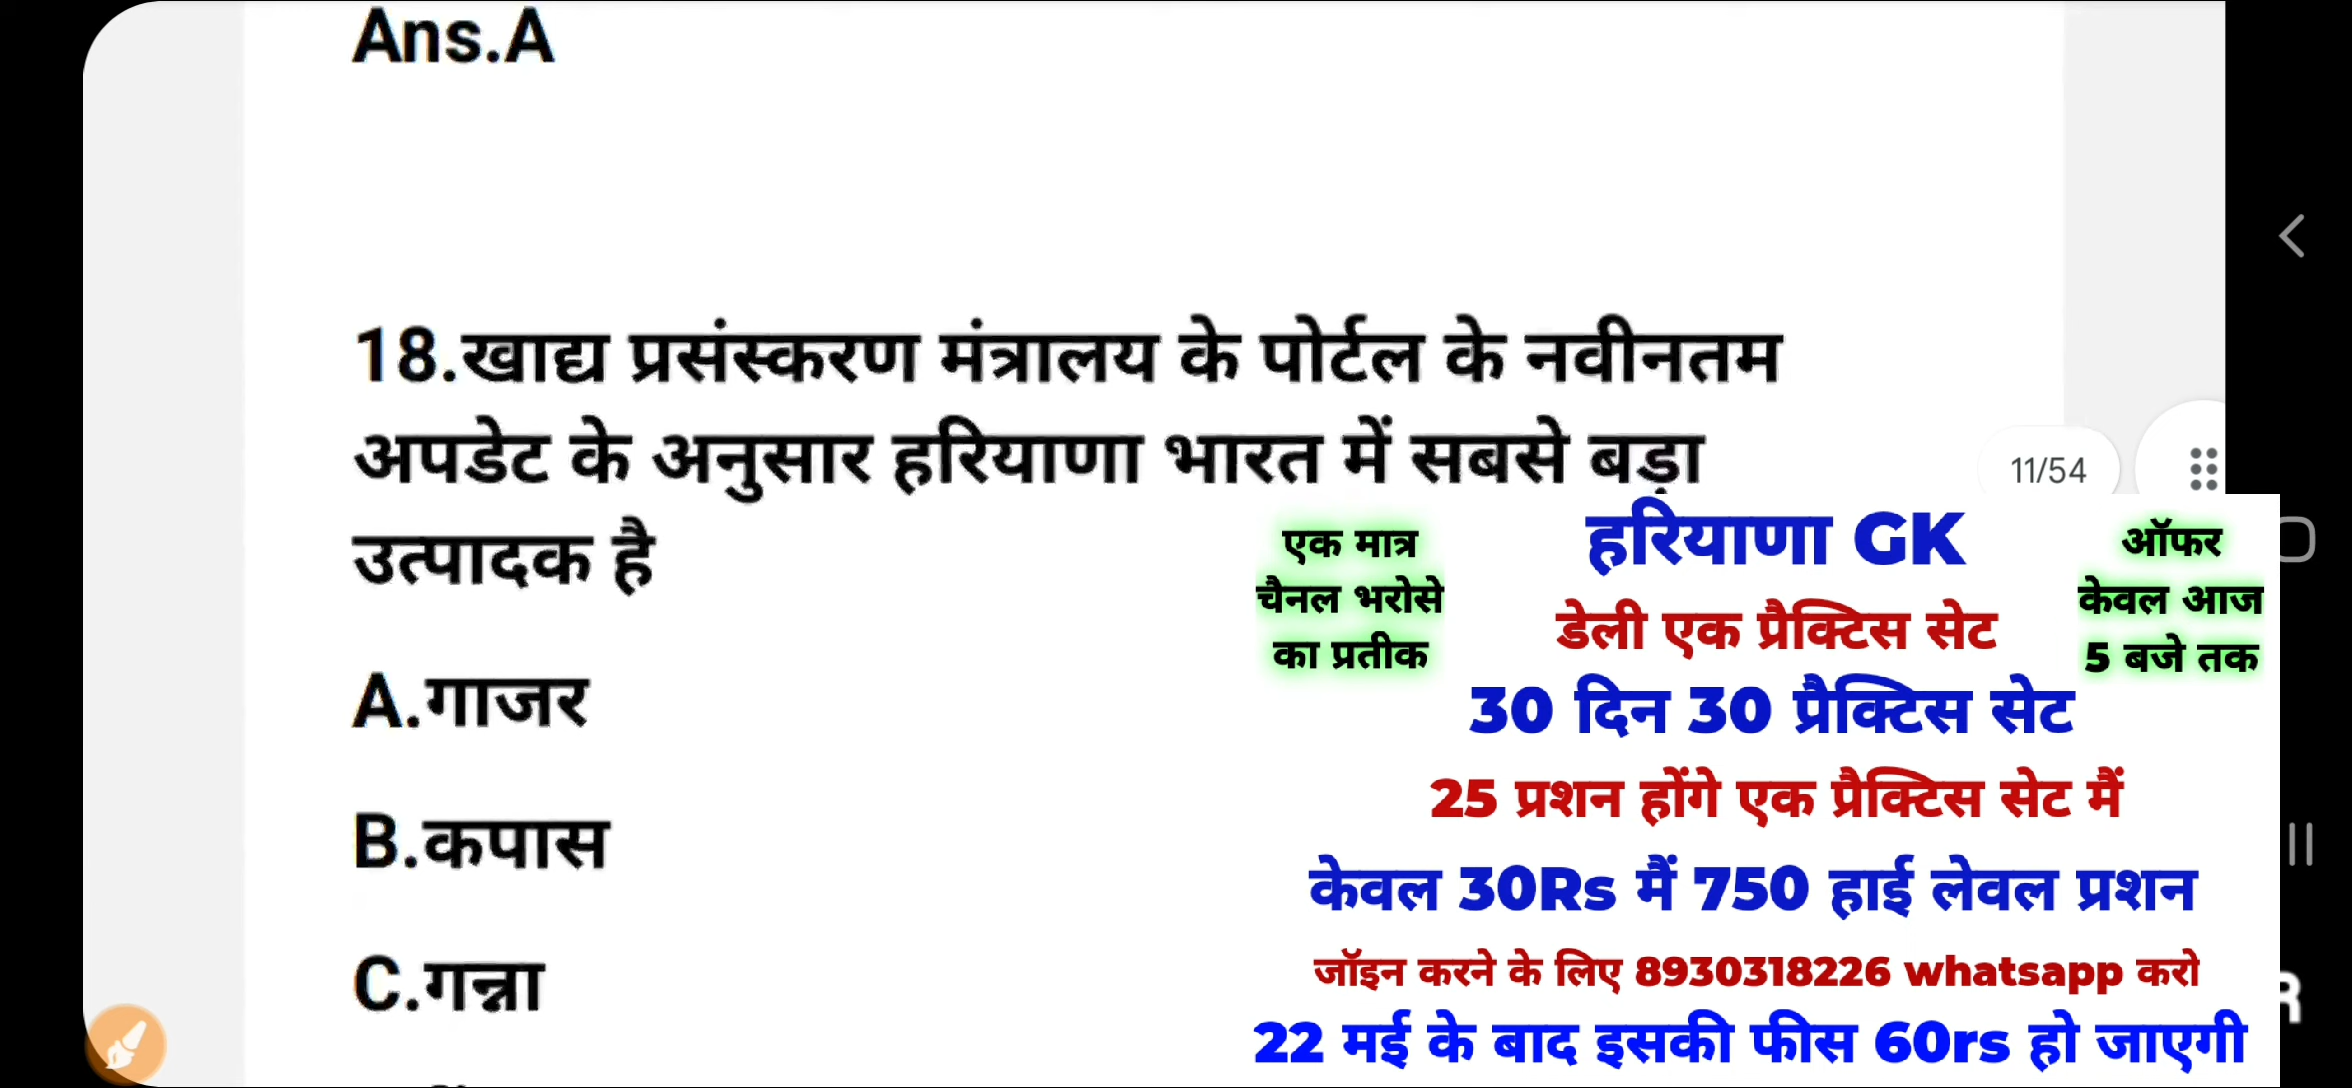 Ans.A
18.खाद्य प्रसंस्करण मंत्रालय के पोर्टल के नवीनतम
अपडेट के अनुसार हरियाणा भारत में सबसे बड़ा
उत्पादक है
A.गाजर
B.कपास
C.गन्ना
11/54
एक मात्र
चैनल भरोसे
का प्रतीक
हरियाणा GK
ऑफर
केवल आज
5 बजे तक
डेली एक प्रैक्टिस सेट
30 दिन 30 प्रैक्टिस सेट
25 प्रशन होंगे एक प्रैक्टिस सेट मैं
केवल 30Rs मैं 750 हाई लेवल प्रशन
जॉइन करने के लिए 8930318226 whatsapp करो
22 मई के बाद इसकी फीस 60rs हो जाएगी